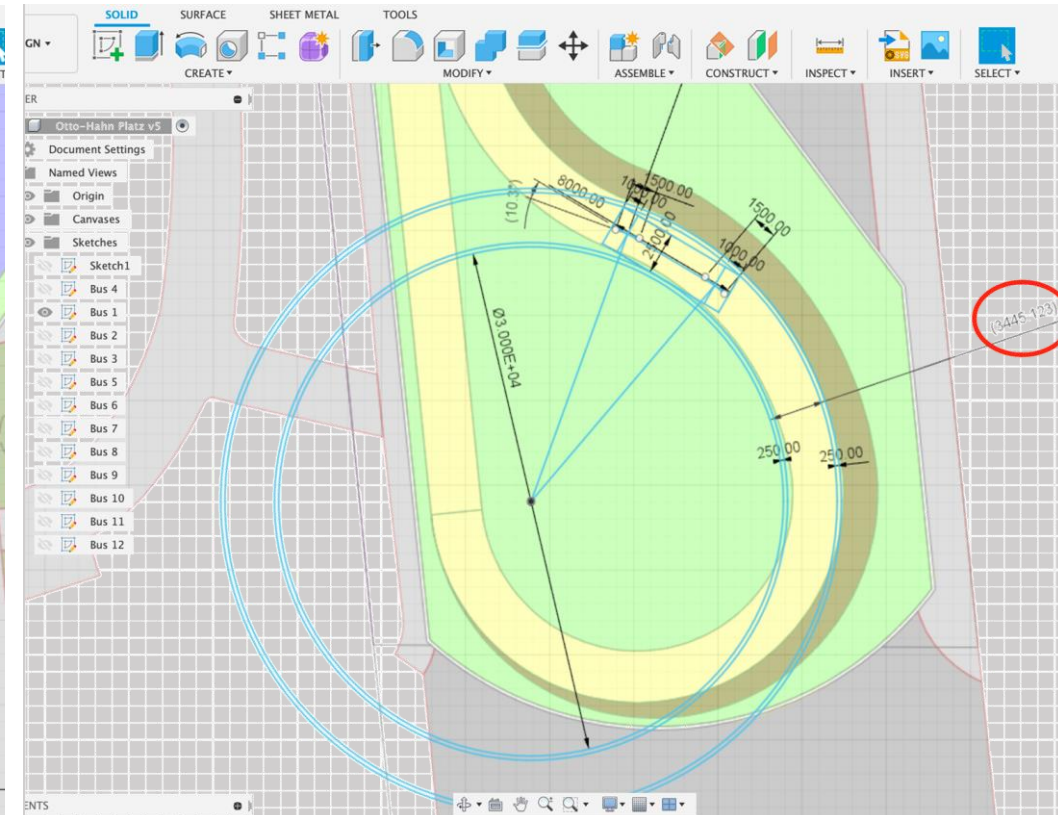 SOLID SURFACE SHEET METAL TOOLS
GN
CREATE MODIFY ASSEMBLE CONSTRUCT INSPECT INSERT SELECT
ER
Otto-Hahn Platz v5
Document Settings
Named Views
Origin
Canvases
Sketches
Sketch1
Bus 4
Bus 1
Bus 2
Bus 3
Bus 5
Bus 6
Bus 7
Bus 8
Bus 9
Bus 10
Bus 11
Bus 12
8000.00
1500.00
1500.00
1000.00
2500.00
(3445.123)
Ø3.000E+04
250.00
250.00
ENTS